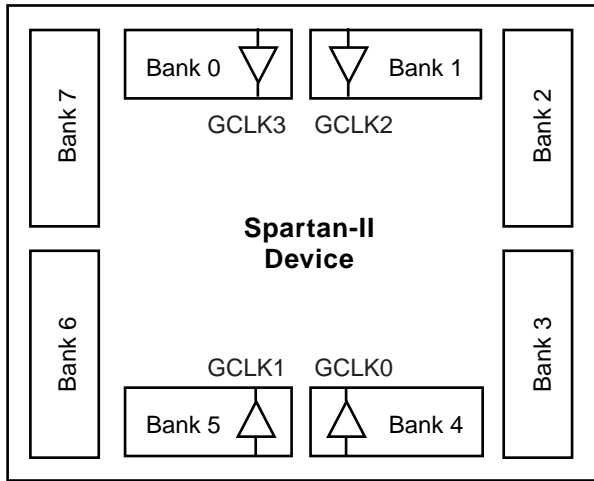 Bank 0
Bank 1
Bank 7
Bank 2
GCLK3
GCLK2
Spartan-II
Device
Bank 6
Bank 3
GCLK1
GCLK0
Bank 5
Bank 4